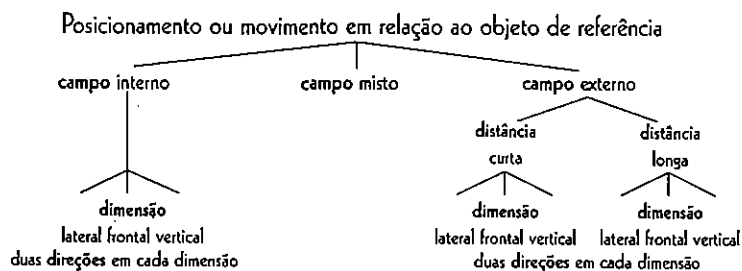 Posicionamento ou movimento em relação ao objeto de referência
campo interno campo misto campo externo
distância distância
curta longa
dimensão dimensão dimensão
lateral frontal vertical lateral frontal vertical lateral frontal vertical
duas direções em cada dimensão duas direções em cada dimensão